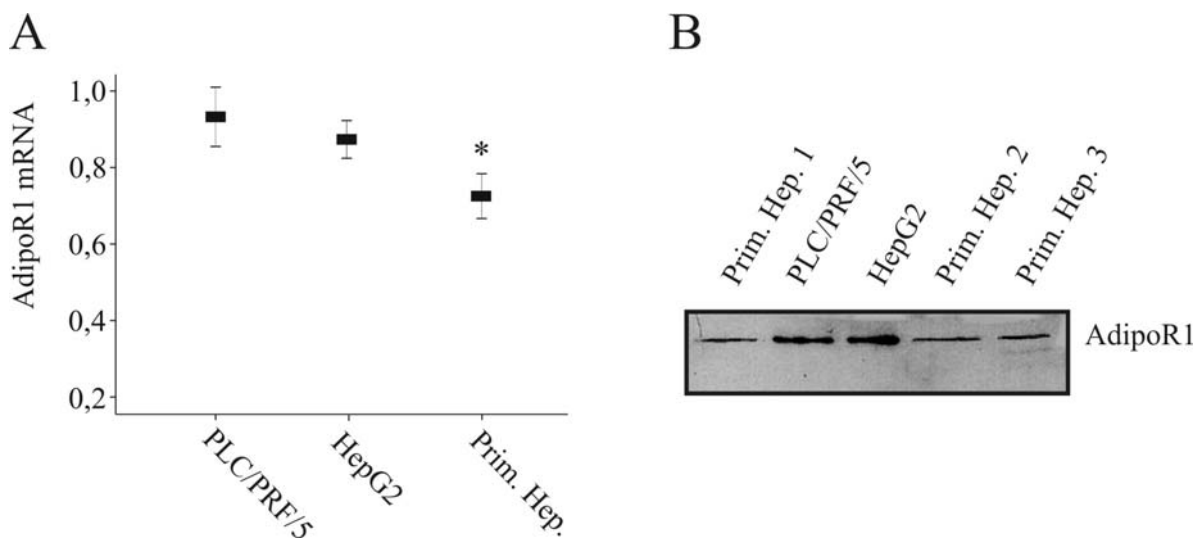 A
AdipoR1 mRNA
1,0
0,8
0,6
0,4
0,2
*
PLC/PRF/5
HepG2
Prim. Hep.
B
Prim. Hep. 1
PLC/PRF/5
HepG2
Prim. Hep. 2
Prim. Hep. 3
AdipoR1